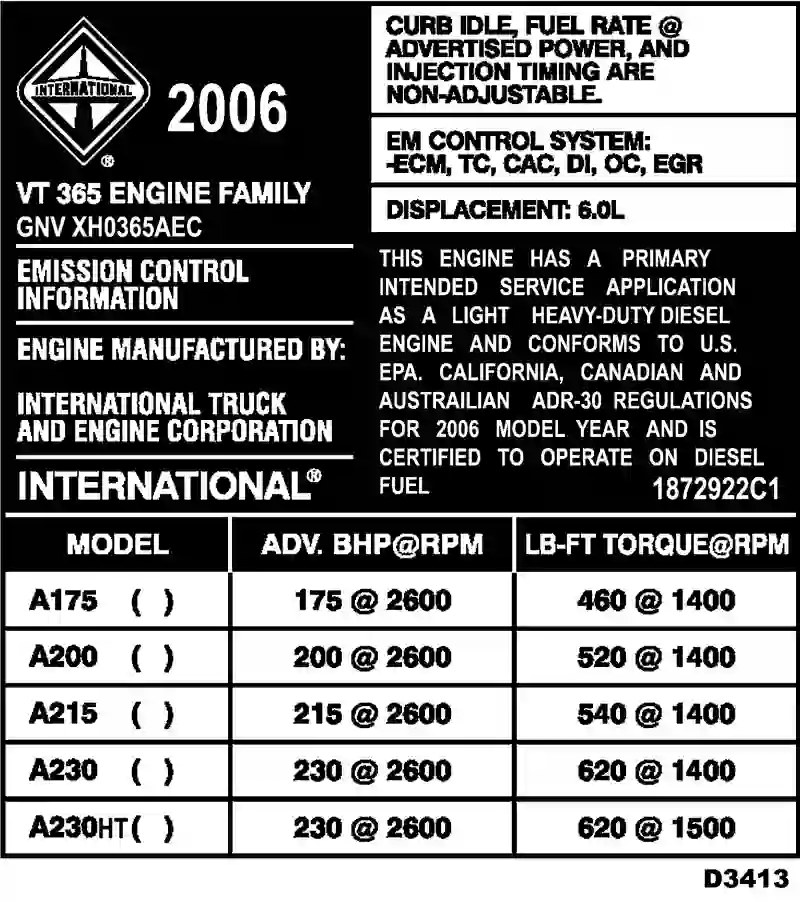 INTERNATIONAL
®
2006
VT 365 ENGINE FAMILY
GNV XH0365AEC
EMISSION CONTROL
INFORMATION
ENGINE MANUFACTURED BY:
INTERNATIONAL TRUCK
AND ENGINE CORPORATION
INTERNATIONAL®
CURB IDLE, FUEL RATE @
ADVERTISED POWER, AND
INJECTION TIMING ARE
NON-ADJUSTABLE.
EM CONTROL SYSTEM:
-ECM, TC, CAC, DI, OC, EGR
DISPLACEMENT: 6.0L
THIS ENGINE HAS A PRIMARY
INTENDED SERVICE APPLICATION
AS A LIGHT HEAVY-DUTY DIESEL
ENGINE AND CONFORMS TO U.S.
EPA. CALIFORNIA, CANADIAN AND
AUSTRAILIAN ADR-30 REGULATIONS
FOR 2006 MODEL YEAR AND IS
CERTIFIED TO OPERATE ON DIESEL
FUEL 1872922C1
MODEL ADV. BHP@RPM LB-FT TORQUE@RPM
A175 ( ) 175 @ 2600 460 @ 1400
A200 ( ) 200 @ 2600 520 @ 1400
A215 ( ) 215 @ 2600 540 @ 1400
A230 ( ) 230 @ 2600 620 @ 1400
A230HT ( ) 230 @ 2600 620 @ 1500
D3413